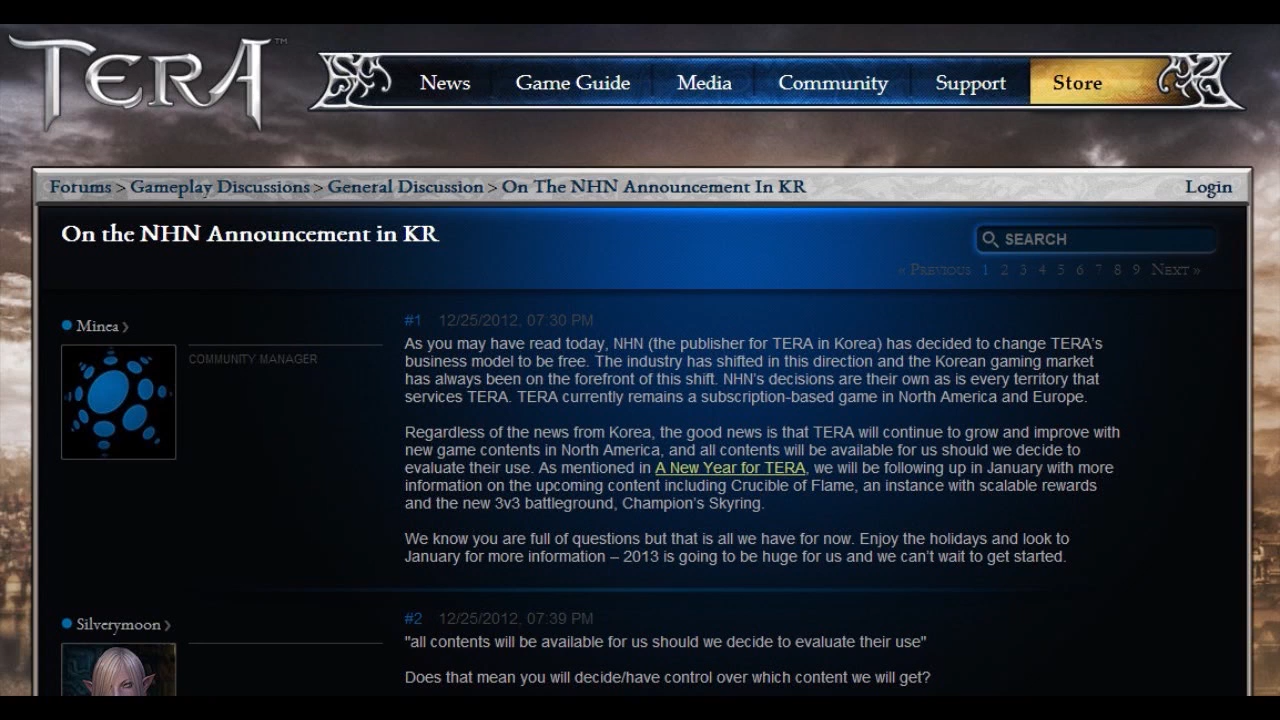 TERA™
News Game Guide Media Community Support Store
Forums > Gameplay Discussions > General Discussion > On The NHN Announcement In KR Login
On the NHN Announcement in KR
SEARCH
« Previous 1 2 3 4 5 6 7 8 9 Next »
Minea
COMMUNITY MANAGER
#1 12/25/2012, 07:30 PM
As you may have read today, NHN (the publisher for TERA in Korea) has decided to change TERA's
business model to be free. The industry has shifted in this direction and the Korean gaming market
has always been on the forefront of this shift. NHN's decisions are their own as is every territory that
services TERA. TERA currently remains a subscription-based game in North America and Europe.
Regardless of the news from Korea, the good news is that TERA will continue to grow and improve with
new game contents in North America, and all contents will be available for us should we decide to
evaluate their use. As mentioned in A New Year for TERA, we will be following up in January with more
information on the upcoming content including Crucible of Flame, an instance with scalable rewards
and the new 3v3 battleground, Champion's Skyring.
We know you are full of questions but that is all we have for now. Enjoy the holidays and look to
January for more information – 2013 is going to be huge for us and we can't wait to get started.
Silverymoon
#2 12/25/2012, 07:39 PM
"all contents will be available for us should we decide to evaluate their use"
Does that mean you will decide/have control over which content we will get?